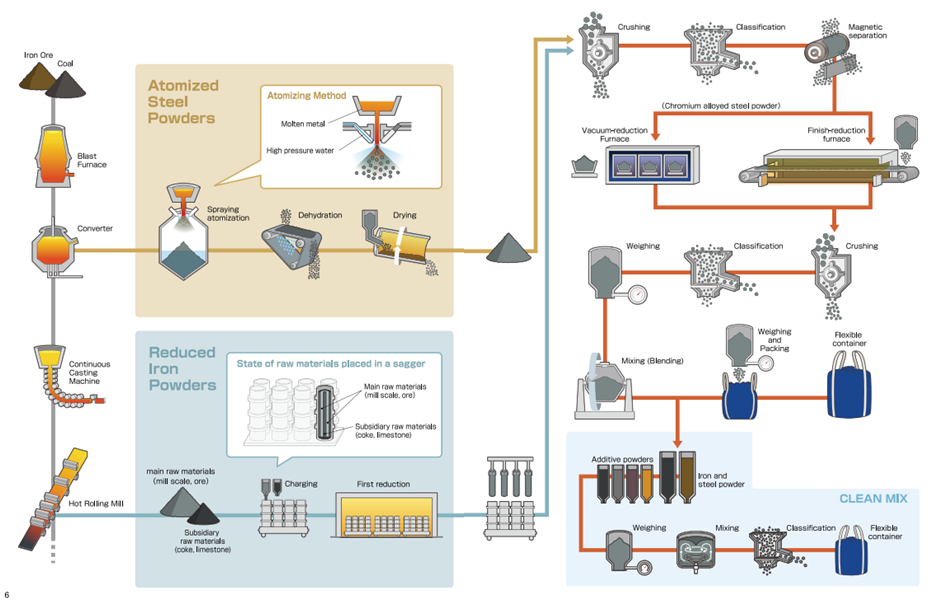 Iron Ore
Coal
Blast
Furnace
Converter
Continuous
Casting
Machine
Hot Rolling Mill
Atomized
Steel
Powders
Atomizing Method
Molten metal
High pressure water
Spraying
atomization
Dehydration
Drying
Reduced
Iron
Powders
State of raw materials placed in a sagger
Main raw materials
(mill scale, ore)
Subsidiary raw materials
(coke, limestone)
main raw materials
(mill scale, ore)
Subsidiary
raw materials
(coke, limestone)
Charging
First reduction
Crushing
Classification
Magnetic
separation
(Chromium alloyed steel powder)
Vacuum-reduction
Furnace
Finish-reduction
furnace
Weighing
Classification
Crushing
Mixing (Blending)
Weighing
and
Packing
Flexible
container
Additive powders
Iron and
steel powder
CLEAN MIX
Weighing
Mixing
Classification
Flexible
container
6